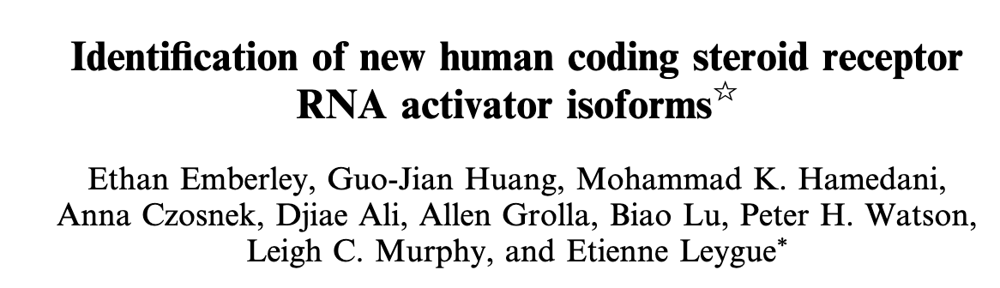 Identification of new human coding steroid receptor
RNA activator isoforms☆
Ethan Emberley, Guo-Jian Huang, Mohammad K. Hamedani,
Anna Czosnek, Djiae Ali, Allen Grolla, Biao Lu, Peter H. Watson,
Leigh C. Murphy, and Etienne Leygue*